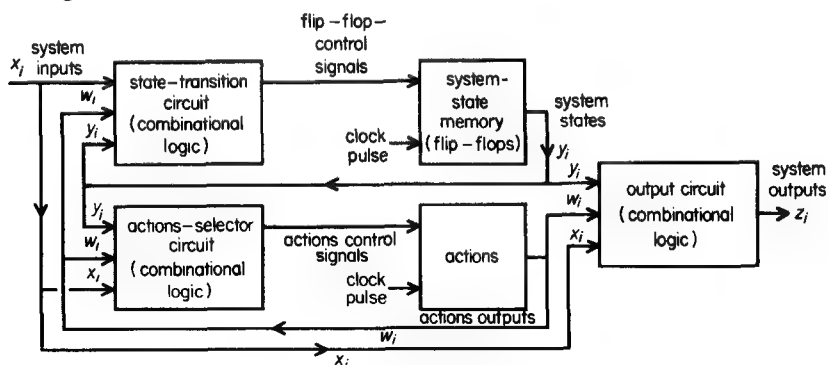 flip-flop-
control
signals
system
inputs
x_i
w_i
y_i
state-transition
circuit
(combinational
logic)
system-
state
memory
(flip-flops)
clock
pulse
system
states
y_i
y_i
w_i
x_i
output circuit
(combinational
logic)
system
outputs
z_i
y_i
w_i
x_i
actions-selector
circuit
(combinational
logic)
actions control
signals
clock
pulse
actions
actions outputs
w_i
x_i